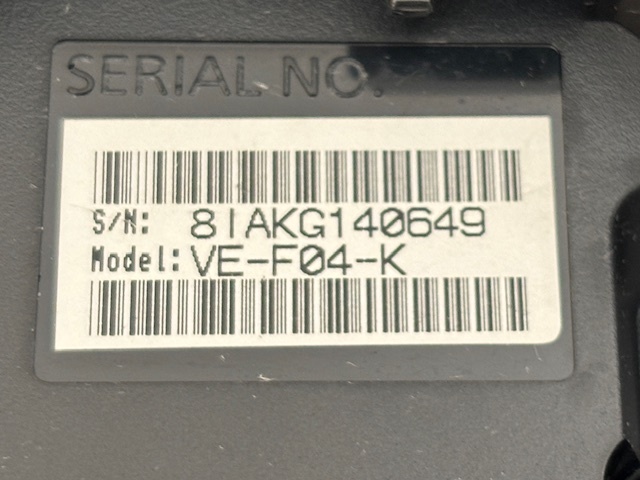 SERIAL NO.
S/N: 8IAKG140649
Model: VE-F04-K